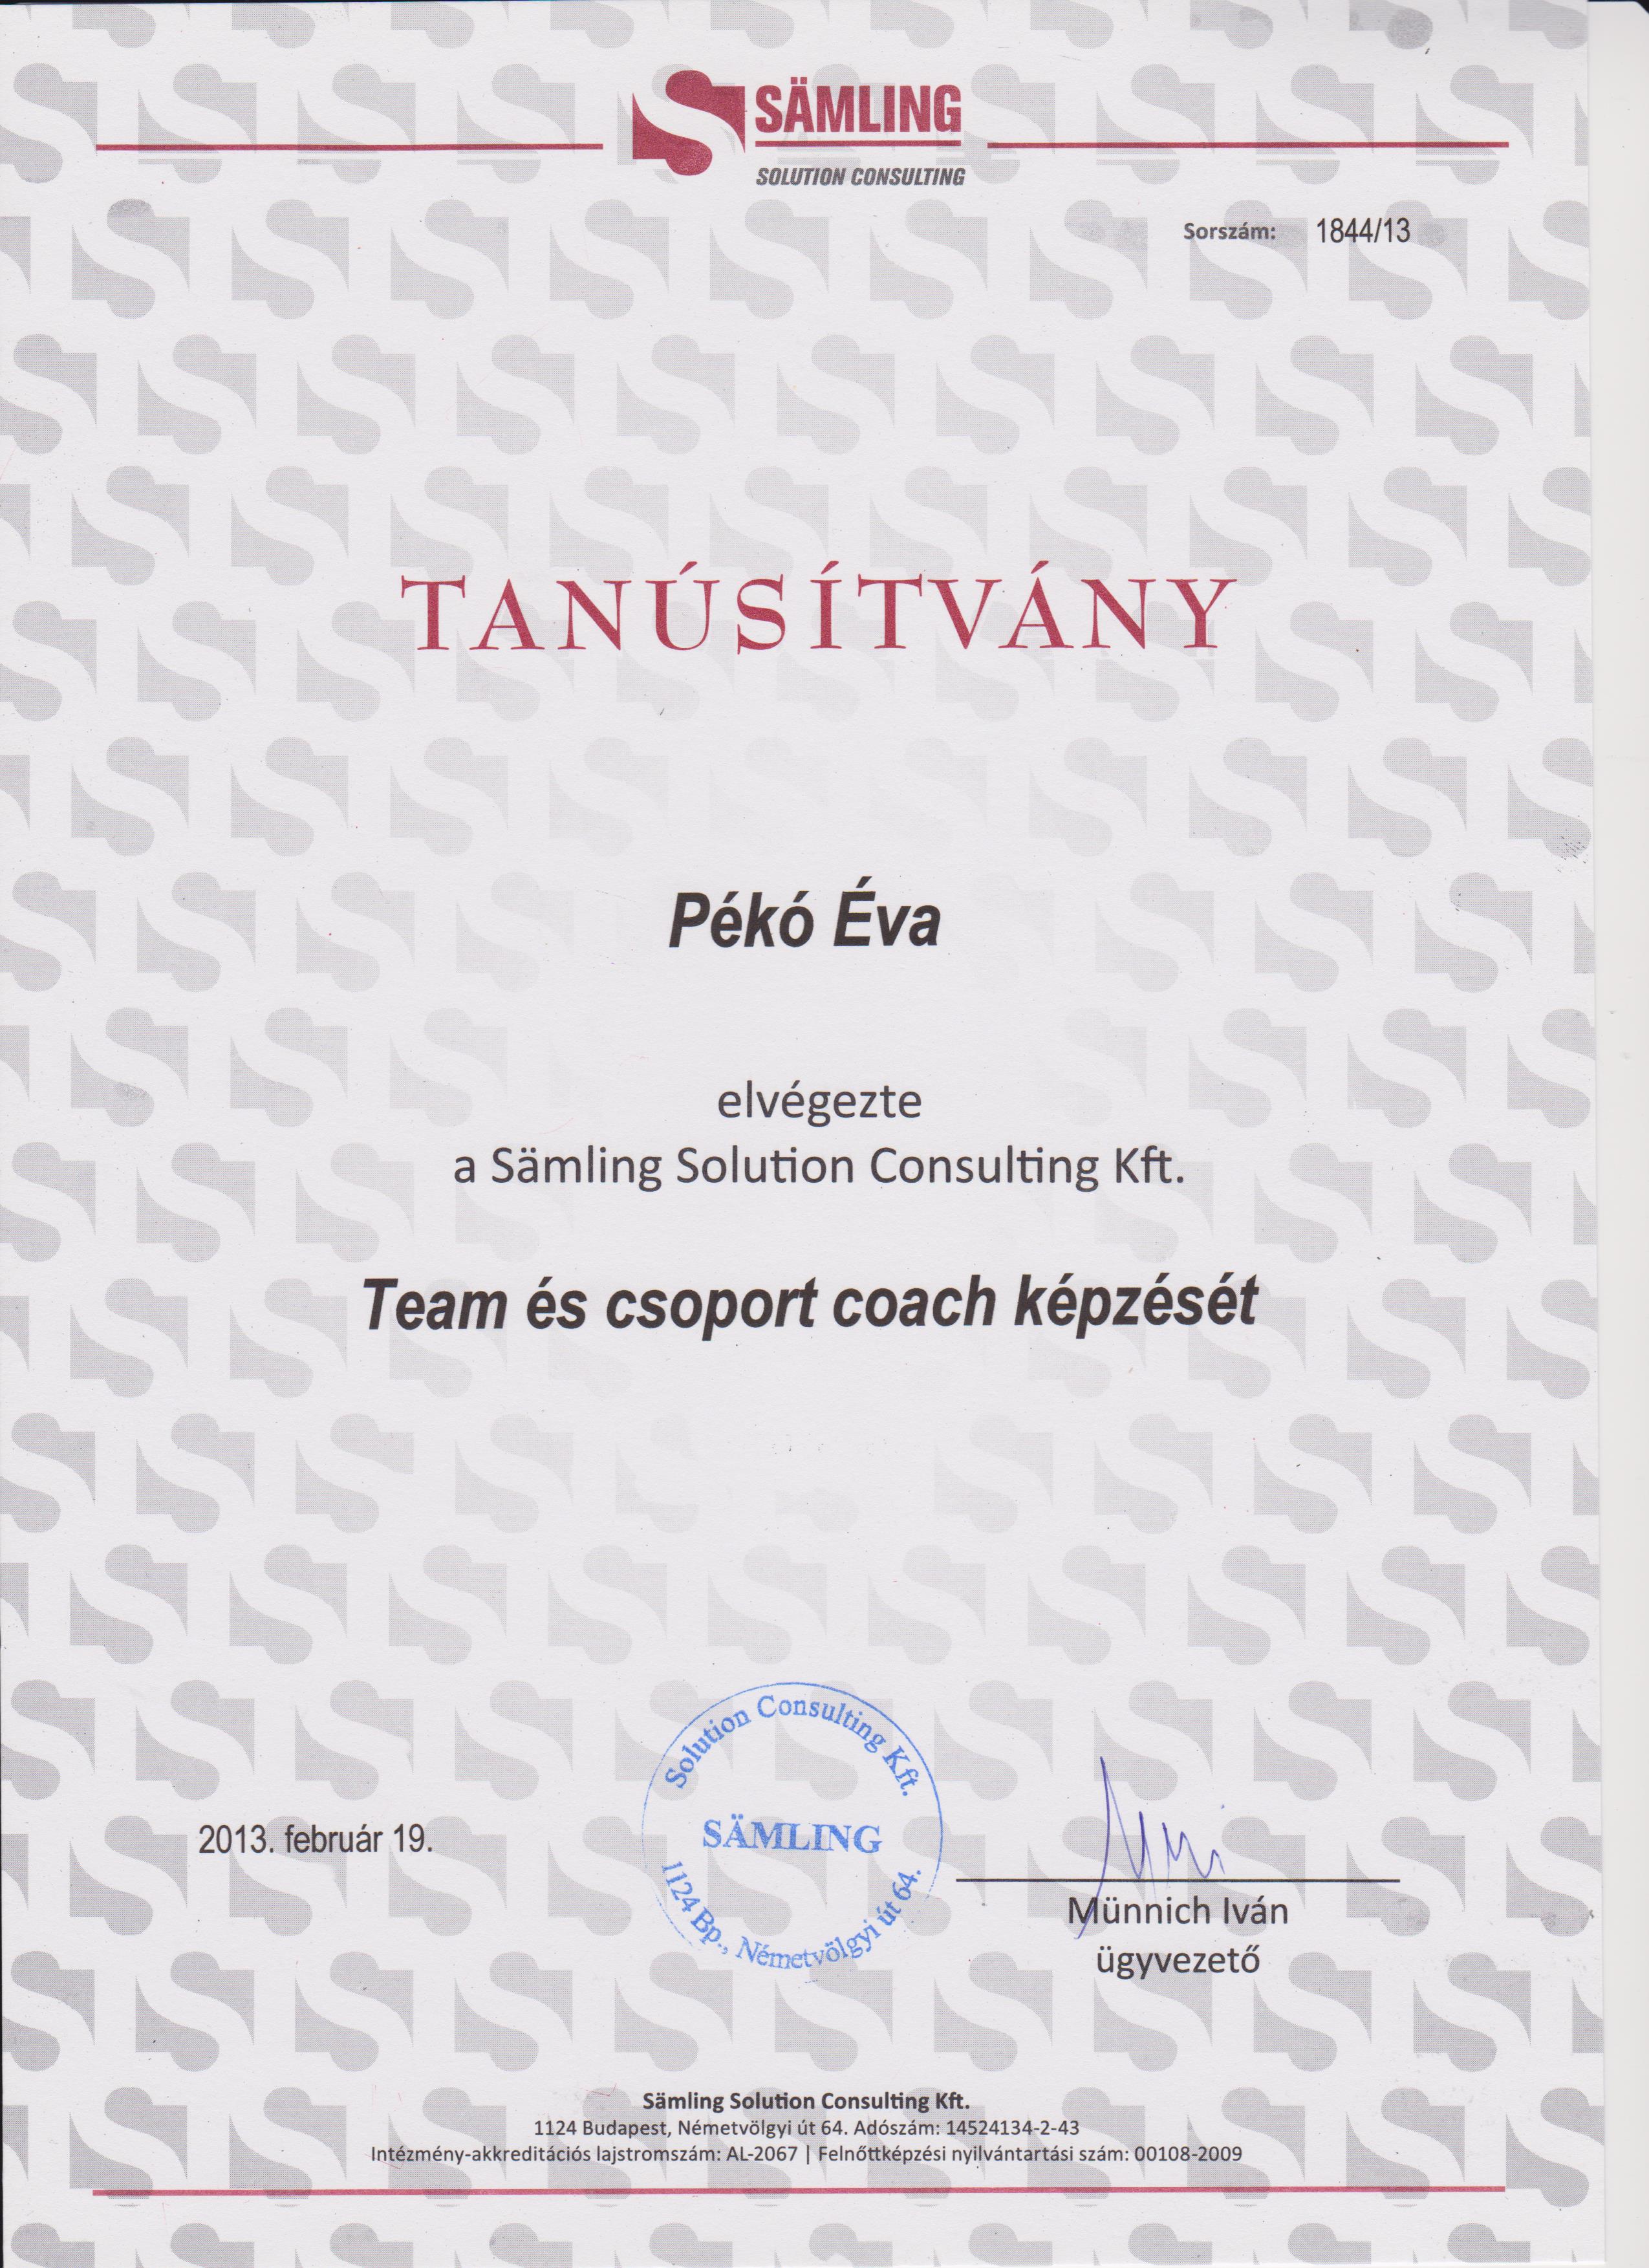 SÄMLING
SOLUTION CONSULTING
Sorszám: 1844/13
TANÚSÍTVÁNY
Pékó Éva
elvégezte
a Sämling Solution Consulting Kft.
Team és csoport coach képzését
Solution Consulting Kft.
SÄMLING
1124 Bp., Németvölgyi út 64.
2013. február 19.
Münnich Iván
ügyvezető
Sämling Solution Consulting Kft.
1124 Budapest, Németvölgyi út 64. Adószám: 14524134-2-43
Intézmény-akkreditációs lajstromszám: AL-2067 | Felnőttképzési nyilvántartási szám: 00108-2009